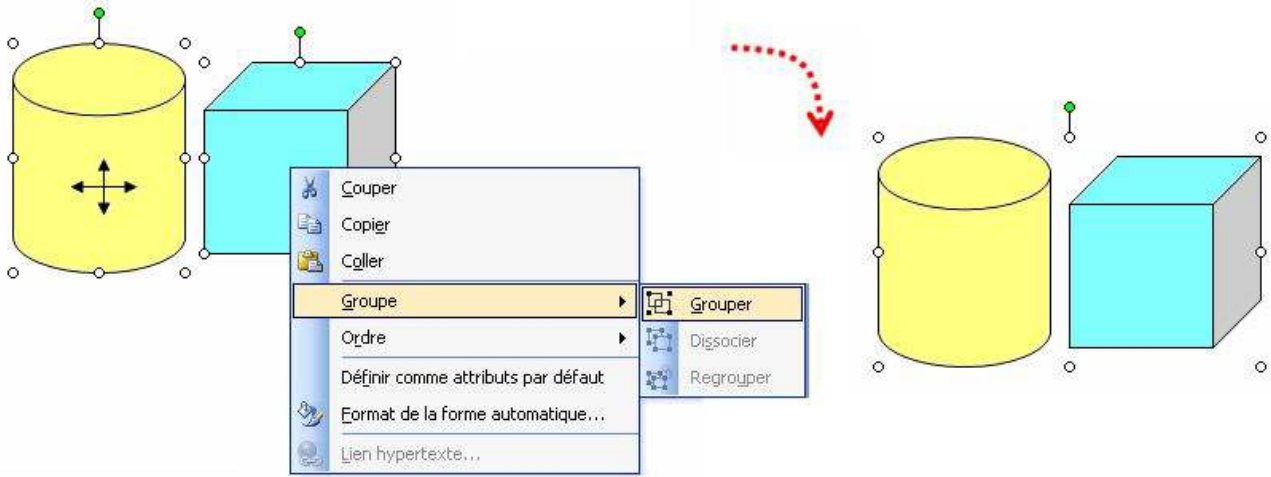 Couper
Copier
Coller
Groupe
Grouper
Ordre
Dissocier
Définir comme attributs par défaut
Regrouper
Format de la forme automatique...
Lien hypertexte...